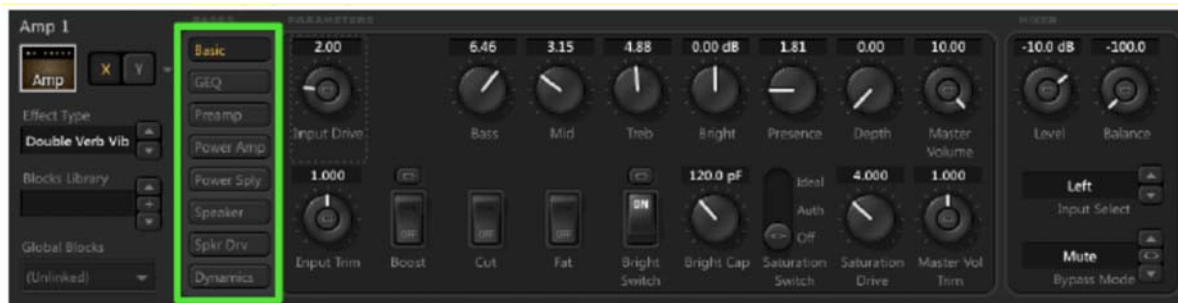 Amp 1
Amp
X Y
Effect Type
Double Verb Vib
Blocks Library
Global Blocks
(Unlinked)
PAGES
Basic
GEQ
Preamp
Power Amp
Power Sply
Speaker
Spkr Drv
Dynamics
PARAMETERS
2.00 6.46 3.15 4.88 0.00 dB 1.81 0.00 10.00
Input Drive Bass Mid Treb Bright Presence Depth Master
Volume
1.000 120.0 pF Ideal 4.000 1.000
ON Auth
OFF OFF OFF Off
Input Trim Boost Cut Fat Bright Bright Cap Saturation Saturation Master Vol
Switch Switch Drive Trim
MIXER
-10.0 dB -100.0
Level Balance
Left
Input Select
Mute
Bypass Mode